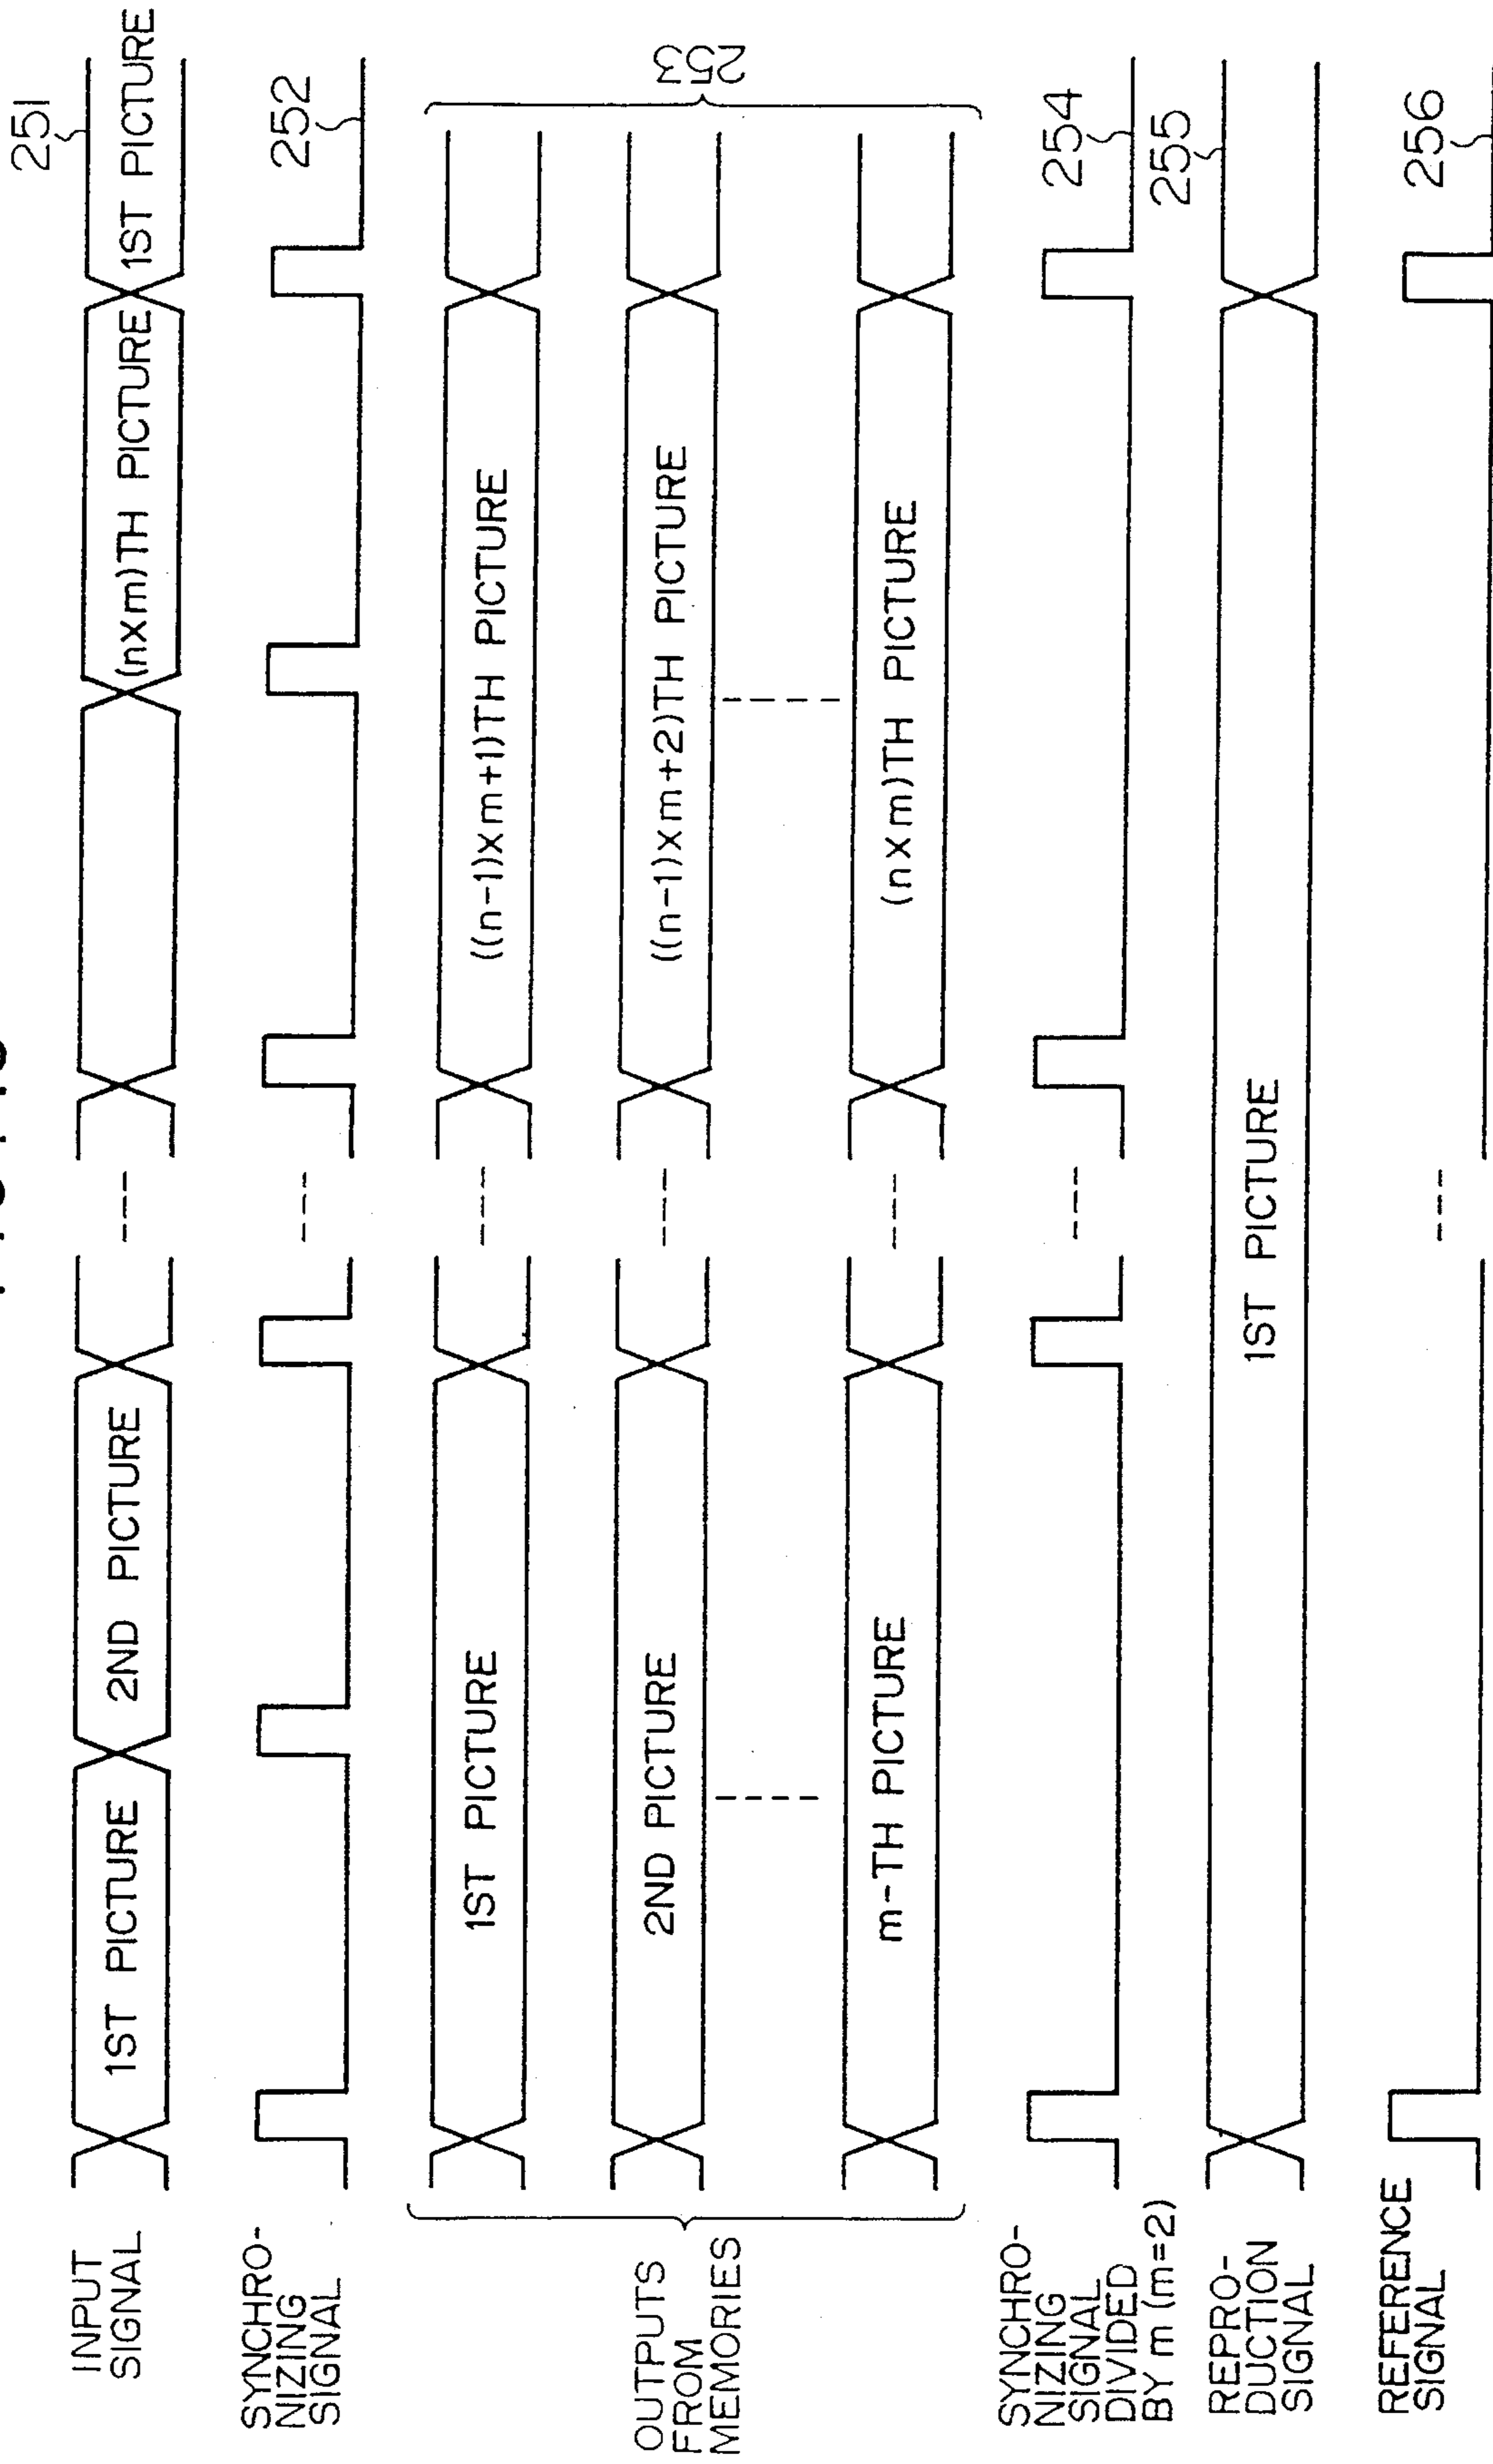 INPUT
SIGNAL
1ST PICTURE
2ND PICTURE
(n×m)TH PICTURE
1ST PICTURE
251
SYNCHRO-
NIZING
SIGNAL
252
OUTPUTS
FROM
MEMORIES
1ST PICTURE
((n-1)×m+1)TH PICTURE
2ND PICTURE
((n-1)×m+2)TH PICTURE
m-TH PICTURE
(n×m)TH PICTURE
253
SYNCHRO-
NIZING
SIGNAL
DIVIDED
BY m (m=2)
254
REPRO-
DUCTION
SIGNAL
1ST PICTURE
255
REFERENCE
SIGNAL
256